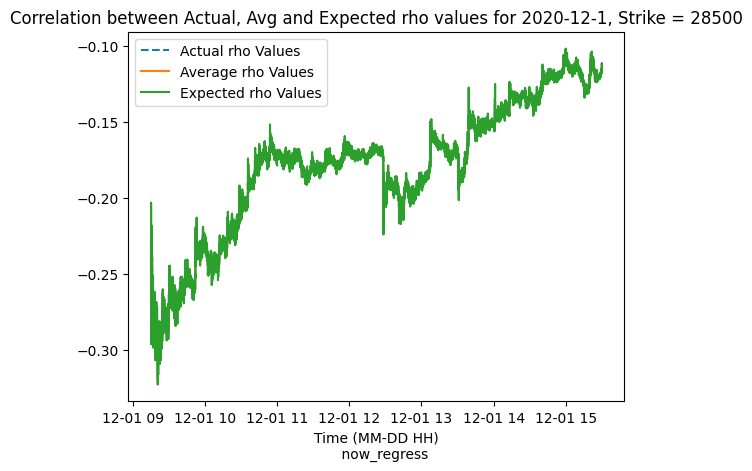 Correlation between Actual, Avg and Expected rho values for 2020-12-1, Strike = 28500
Actual rho Values
Average rho Values
Expected rho Values
−0.10
−0.15
−0.20
−0.25
−0.30
12-01 09 12-01 10 12-01 11 12-01 12 12-01 13 12-01 14 12-01 15
Time (MM-DD HH)
now_regress